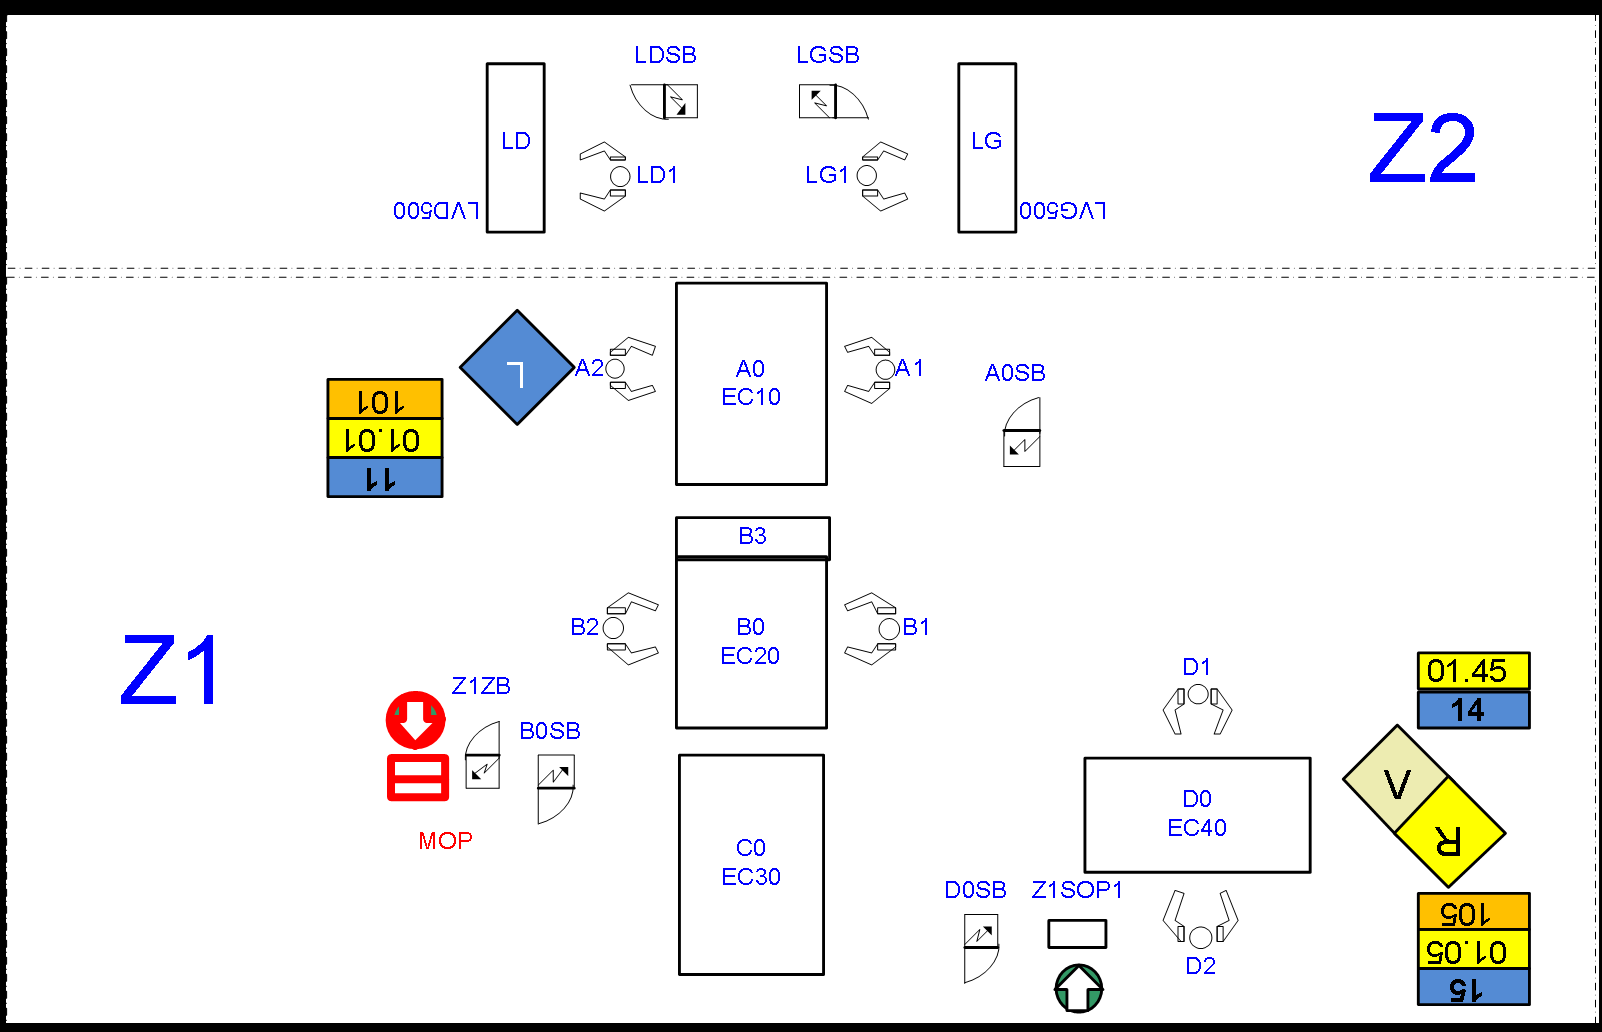 LDSB
LGSB
LD
LG
Z2
LD1
LG1
LVD500
LVG500
L
A2
A0
EC10
A1
A0SB
101
01.01
11
B3
B2
B0
EC20
B1
Z1
Z1ZB
B0SB
MOP
D1
01.45
14
V
R
D0
EC40
C0
EC30
D0SB
Z1SOP1
D2
105
01.05
15